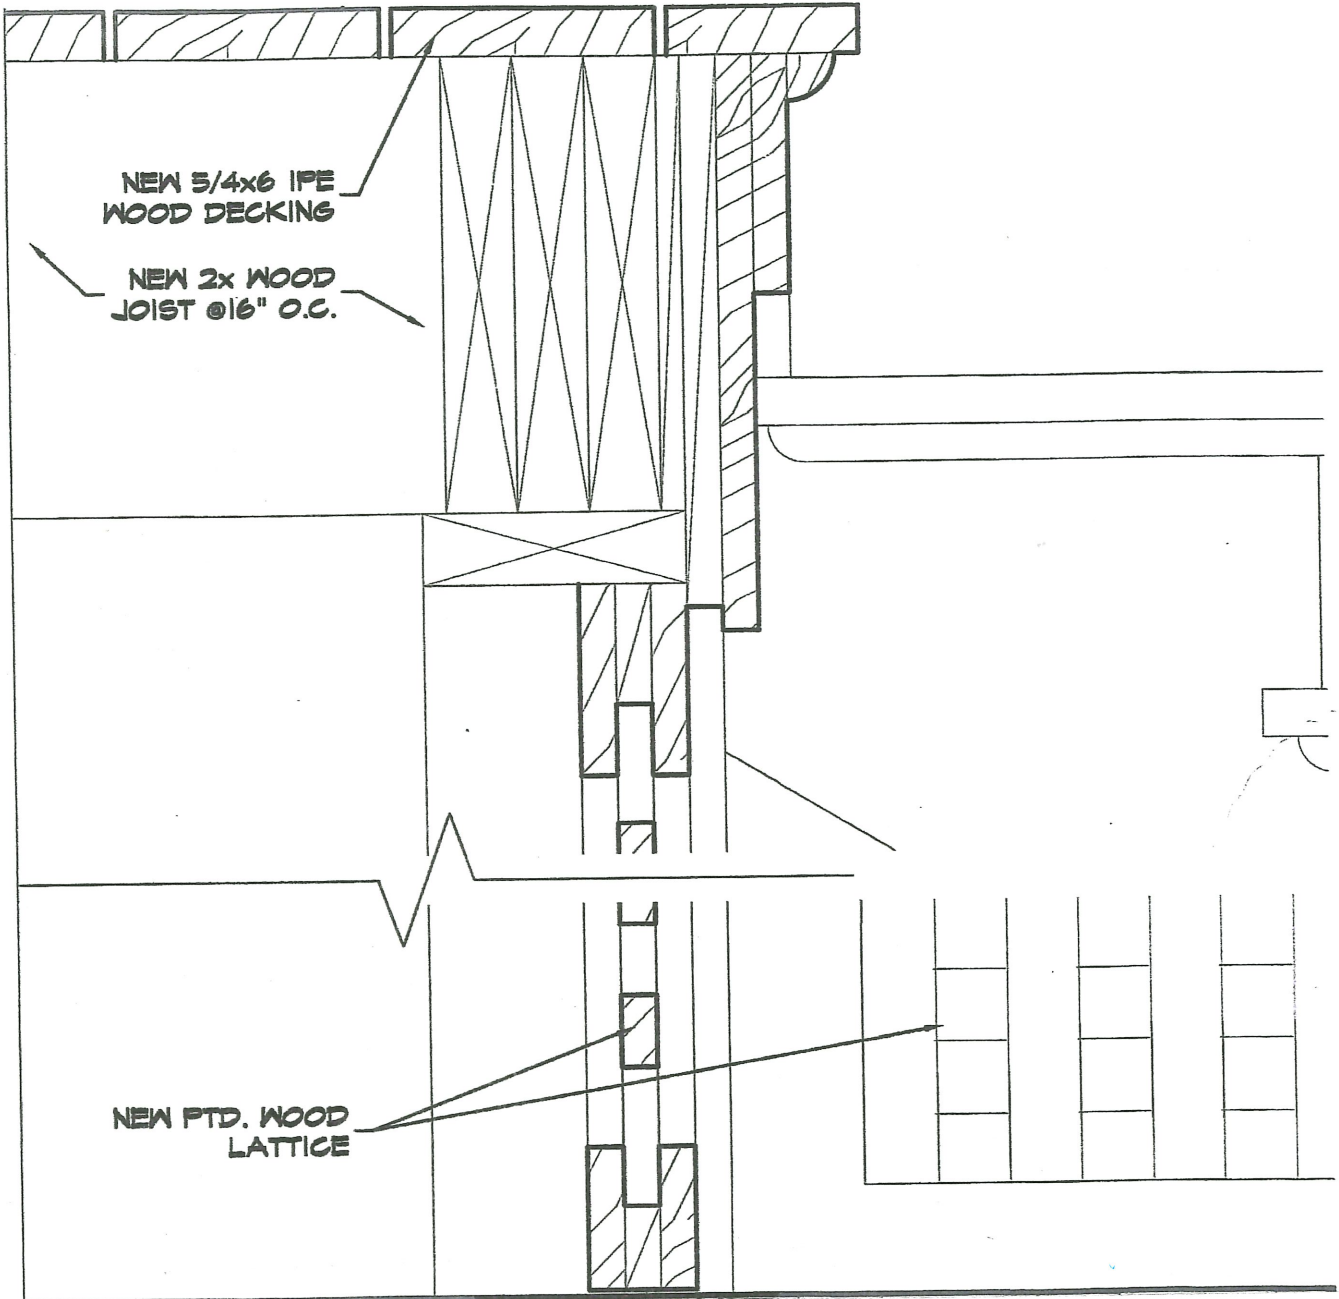 NEW 5/4x6 IPE
WOOD DECKING
NEW 2x WOOD
JOIST @16" O.C.
NEW PTD. WOOD
LATTICE